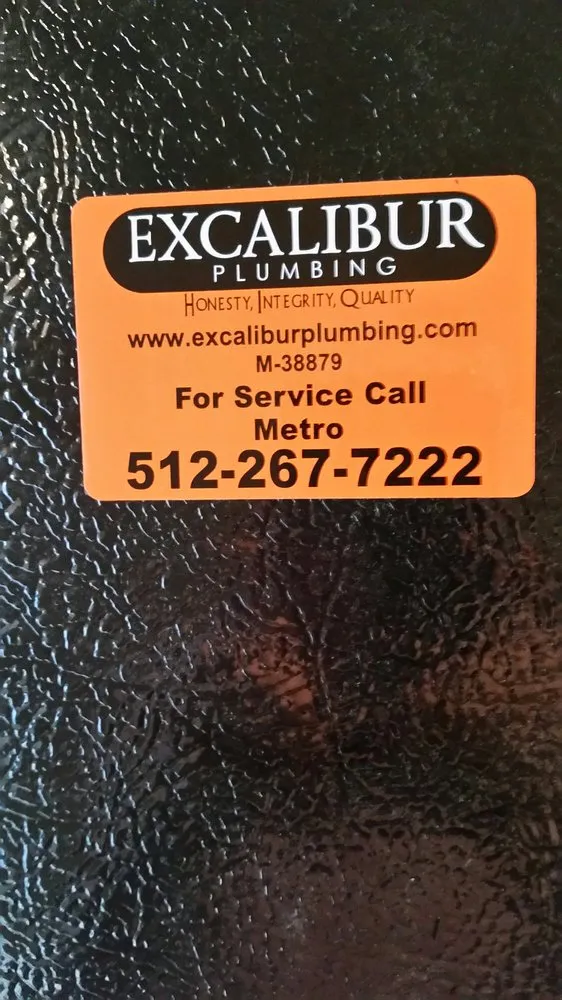 EXCALIBUR
PLUMBING
HONESTY, INTEGRITY, QUALITY
www.excaliburplumbing.com
M-38879
For Service Call
Metro
512-267-7222